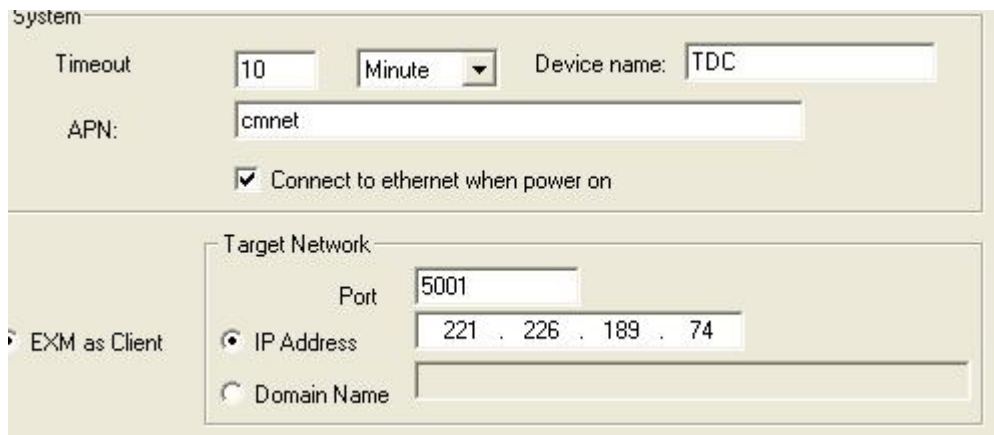 System
Timeout 10 Minute Device name: TDC
APN: cmnet
Connect to ethernet when power on
Target Network
Port 5001
EXM as Client IP Address 221 . 226 . 189 . 74
Domain Name